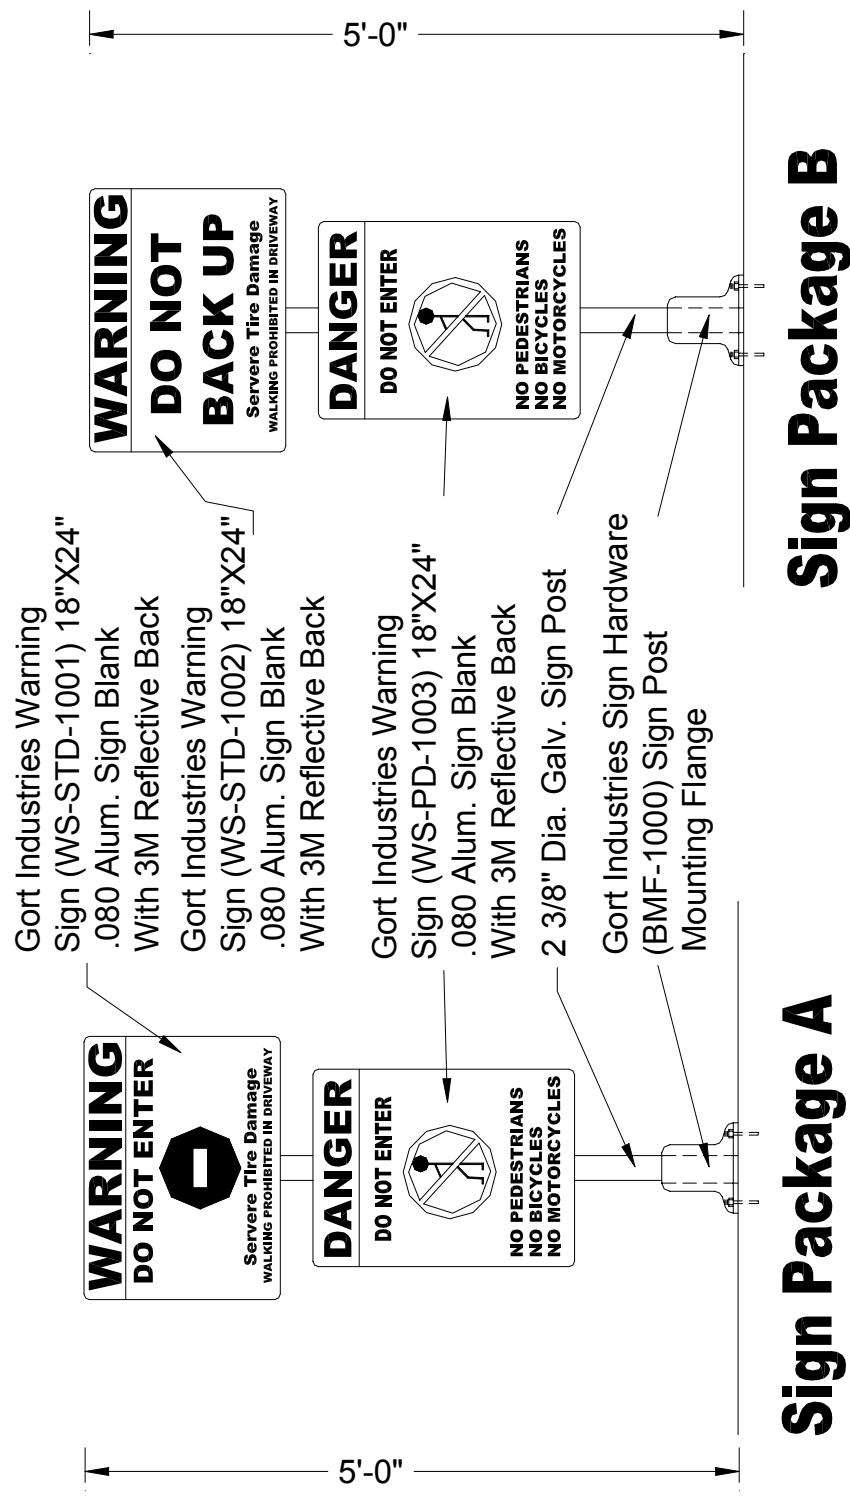 5'-0"
WARNING
DO NOT ENTER
Servere Tire Damage
WALKING PROHIBITED IN DRIVEWAY
DANGER
DO NOT ENTER
NO PEDESTRIANS
NO BICYCLES
NO MOTORCYCLES
Sign Package A
Gort Industries Warning
Sign (WS-STD-1001) 18"X24"
.080 Alum. Sign Blank
With 3M Reflective Back
Gort Industries Warning
Sign (WS-STD-1002) 18"X24"
.080 Alum. Sign Blank
With 3M Reflective Back
Gort Industries Warning
Sign (WS-PD-1003) 18"X24"
.080 Alum. Sign Blank
With 3M Reflective Back
2 3/8" Dia. Galv. Sign Post
Gort Industries Sign Hardware
(BMF-1000) Sign Post
Mounting Flange
WARNING
DO NOT
BACK UP
Servere Tire Damage
WALKING PROHIBITED IN DRIVEWAY
DANGER
DO NOT ENTER
NO PEDESTRIANS
NO BICYCLES
NO MOTORCYCLES
Sign Package B
5'-0"